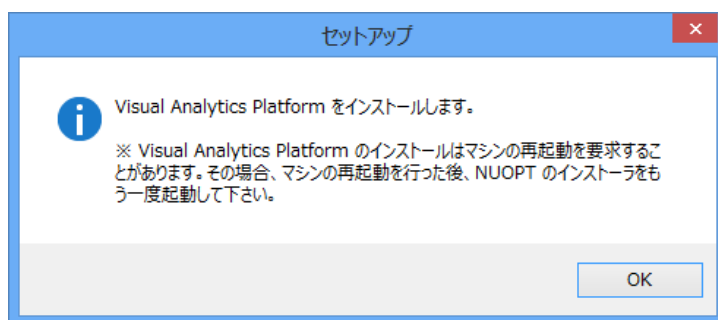 セットアップ
Visual Analytics Platform をインストールします。
※ Visual Analytics Platform のインストールはマシンの再起動を要求するこ
とがあります。その場合、マシンの再起動を行った後、NUOPT のインストーラをも
う一度起動して下さい。
OK